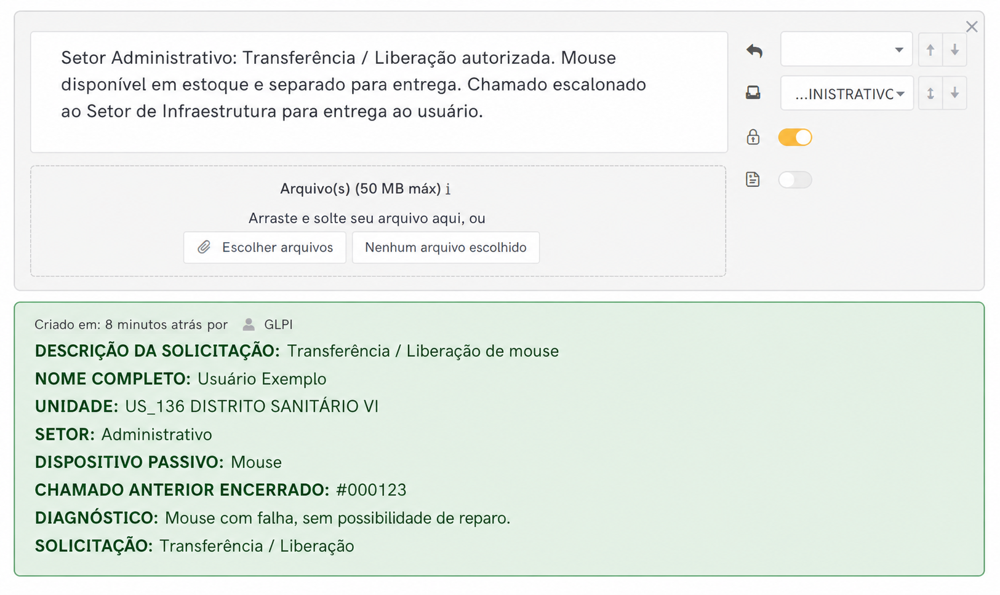 Setor Administrativo: Transferência / Liberação autorizada. Mouse
disponível em estoque e separado para entrega. Chamado escalonado
ao Setor de Infraestrutura para entrega ao usuário.
...INISTRATIVC
Arquivo(s) (50 MB máx) i
Arraste e solte seu arquivo aqui, ou
Escolher arquivos Nenhum arquivo escolhido
Criado em: 8 minutos atrás por GLPI
DESCRIÇÃO DA SOLICITAÇÃO: Transferência / Liberação de mouse
NOME COMPLETO: Usuário Exemplo
UNIDADE: US_136 DISTRITO SANITÁRIO VI
SETOR: Administrativo
DISPOSITIVO PASSIVO: Mouse
CHAMADO ANTERIOR ENCERRADO: #000123
DIAGNÓSTICO: Mouse com falha, sem possibilidade de reparo.
SOLICITAÇÃO: Transferência / Liberação